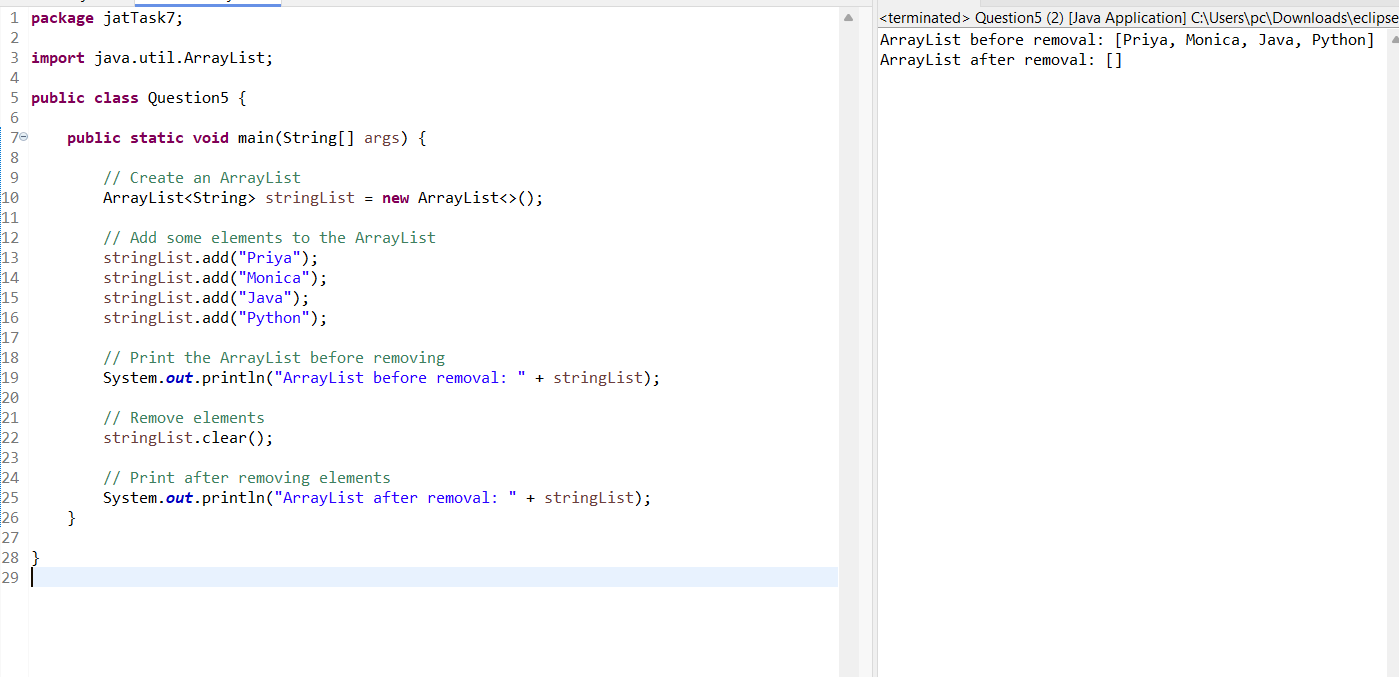 1 package jatTask7;
2
3 import java.util.ArrayList;
4
5 public class Question5 {
6
7 public static void main(String[] args) {
8
9 // Create an ArrayList
10 ArrayList<String> stringList = new ArrayList<>();
11
12 // Add some elements to the ArrayList
13 stringList.add("Priya");
14 stringList.add("Monica");
15 stringList.add("Java");
16 stringList.add("Python");
17
18 // Print the ArrayList before removing
19 System.out.println("ArrayList before removal: " + stringList);
20
21 // Remove elements
22 stringList.clear();
23
24 // Print after removing elements
25 System.out.println("ArrayList after removal: " + stringList);
26 }
27
28 }
29
<terminated> Question5 (2) [Java Application] C:\Users\pc\Downloads\eclipse
ArrayList before removal: [Priya, Monica, Java, Python]
ArrayList after removal: []